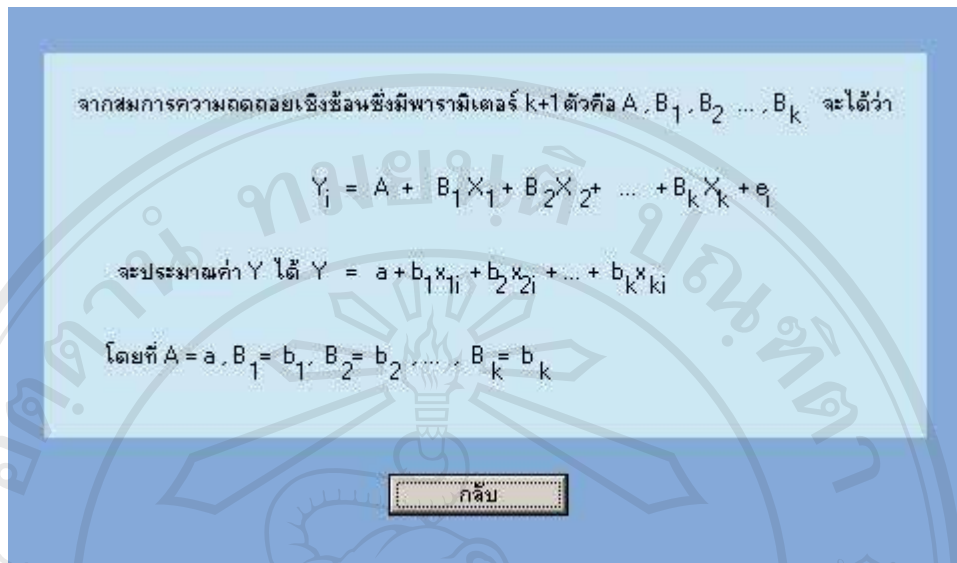 จากสมการความถดถอยเชิงซ้อนซึ่งมีพารามิเตอร์ k+1 ตัวคือ A , B₁ , B₂ ... , Bₖ จะได้ว่า
Yᵢ = A + B₁X₁ + B₂X₂+ ... +BₖXₖ + eᵢ
จะประมาณค่า Y ได้ Y = a + b₁x₁ᵢ + b₂x₂ᵢ + ... + bₖxₖᵢ
โดยที่ A = a , B₁= b₁, B₂= b₂ , ... , Bₖ= bₖ
กลับ